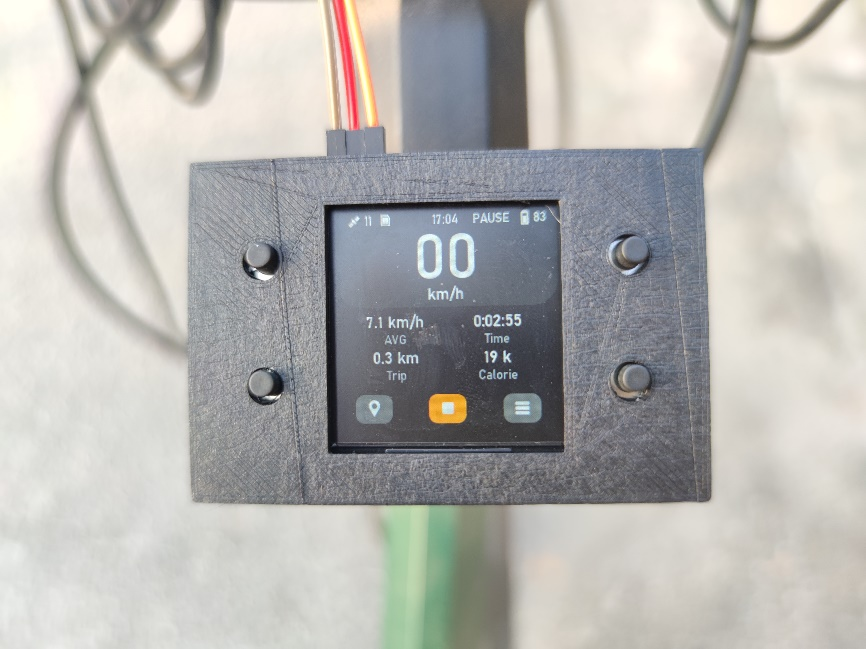 11 17:04 PAUSE 83
00
km/h
7.1 km/h 0:02:55
AVG Time
0.3 km 19 k
Trip Calorie